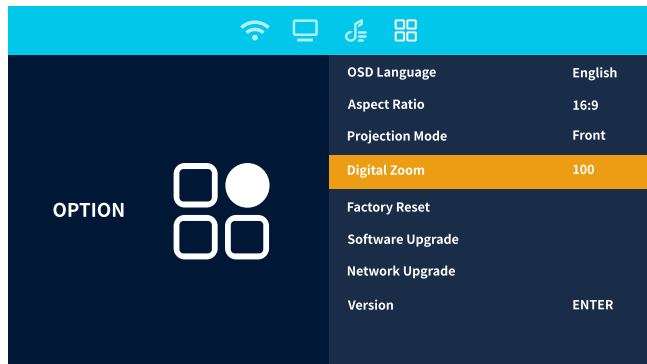 OPTION
OSD Language English
Aspect Ratio 16:9
Projection Mode Front
Digital Zoom 100
Factory Reset
Software Upgrade
Network Upgrade
Version ENTER